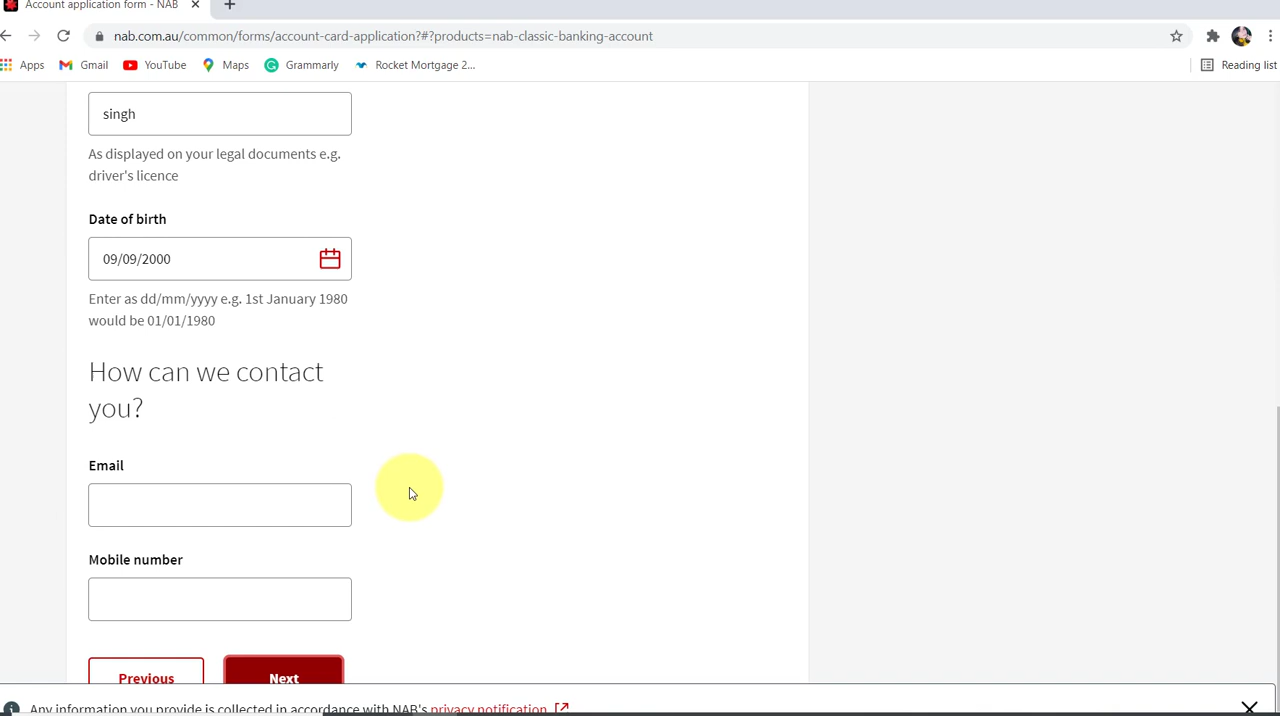 Account application form - NAB
nab.com.au/common/forms/account-card-application?#?products=nab-classic-banking-account
Apps Gmail YouTube Maps Grammarly Rocket Mortgage 2... Reading list
singh
As displayed on your legal documents e.g.
driver's licence
Date of birth
09/09/2000
Enter as dd/mm/yyyy e.g. 1st January 1980
would be 01/01/1980
How can we contact
you?
Email
Mobile number
Previous Next
Any information you provide is collected in accordance with NAB's privacy notification